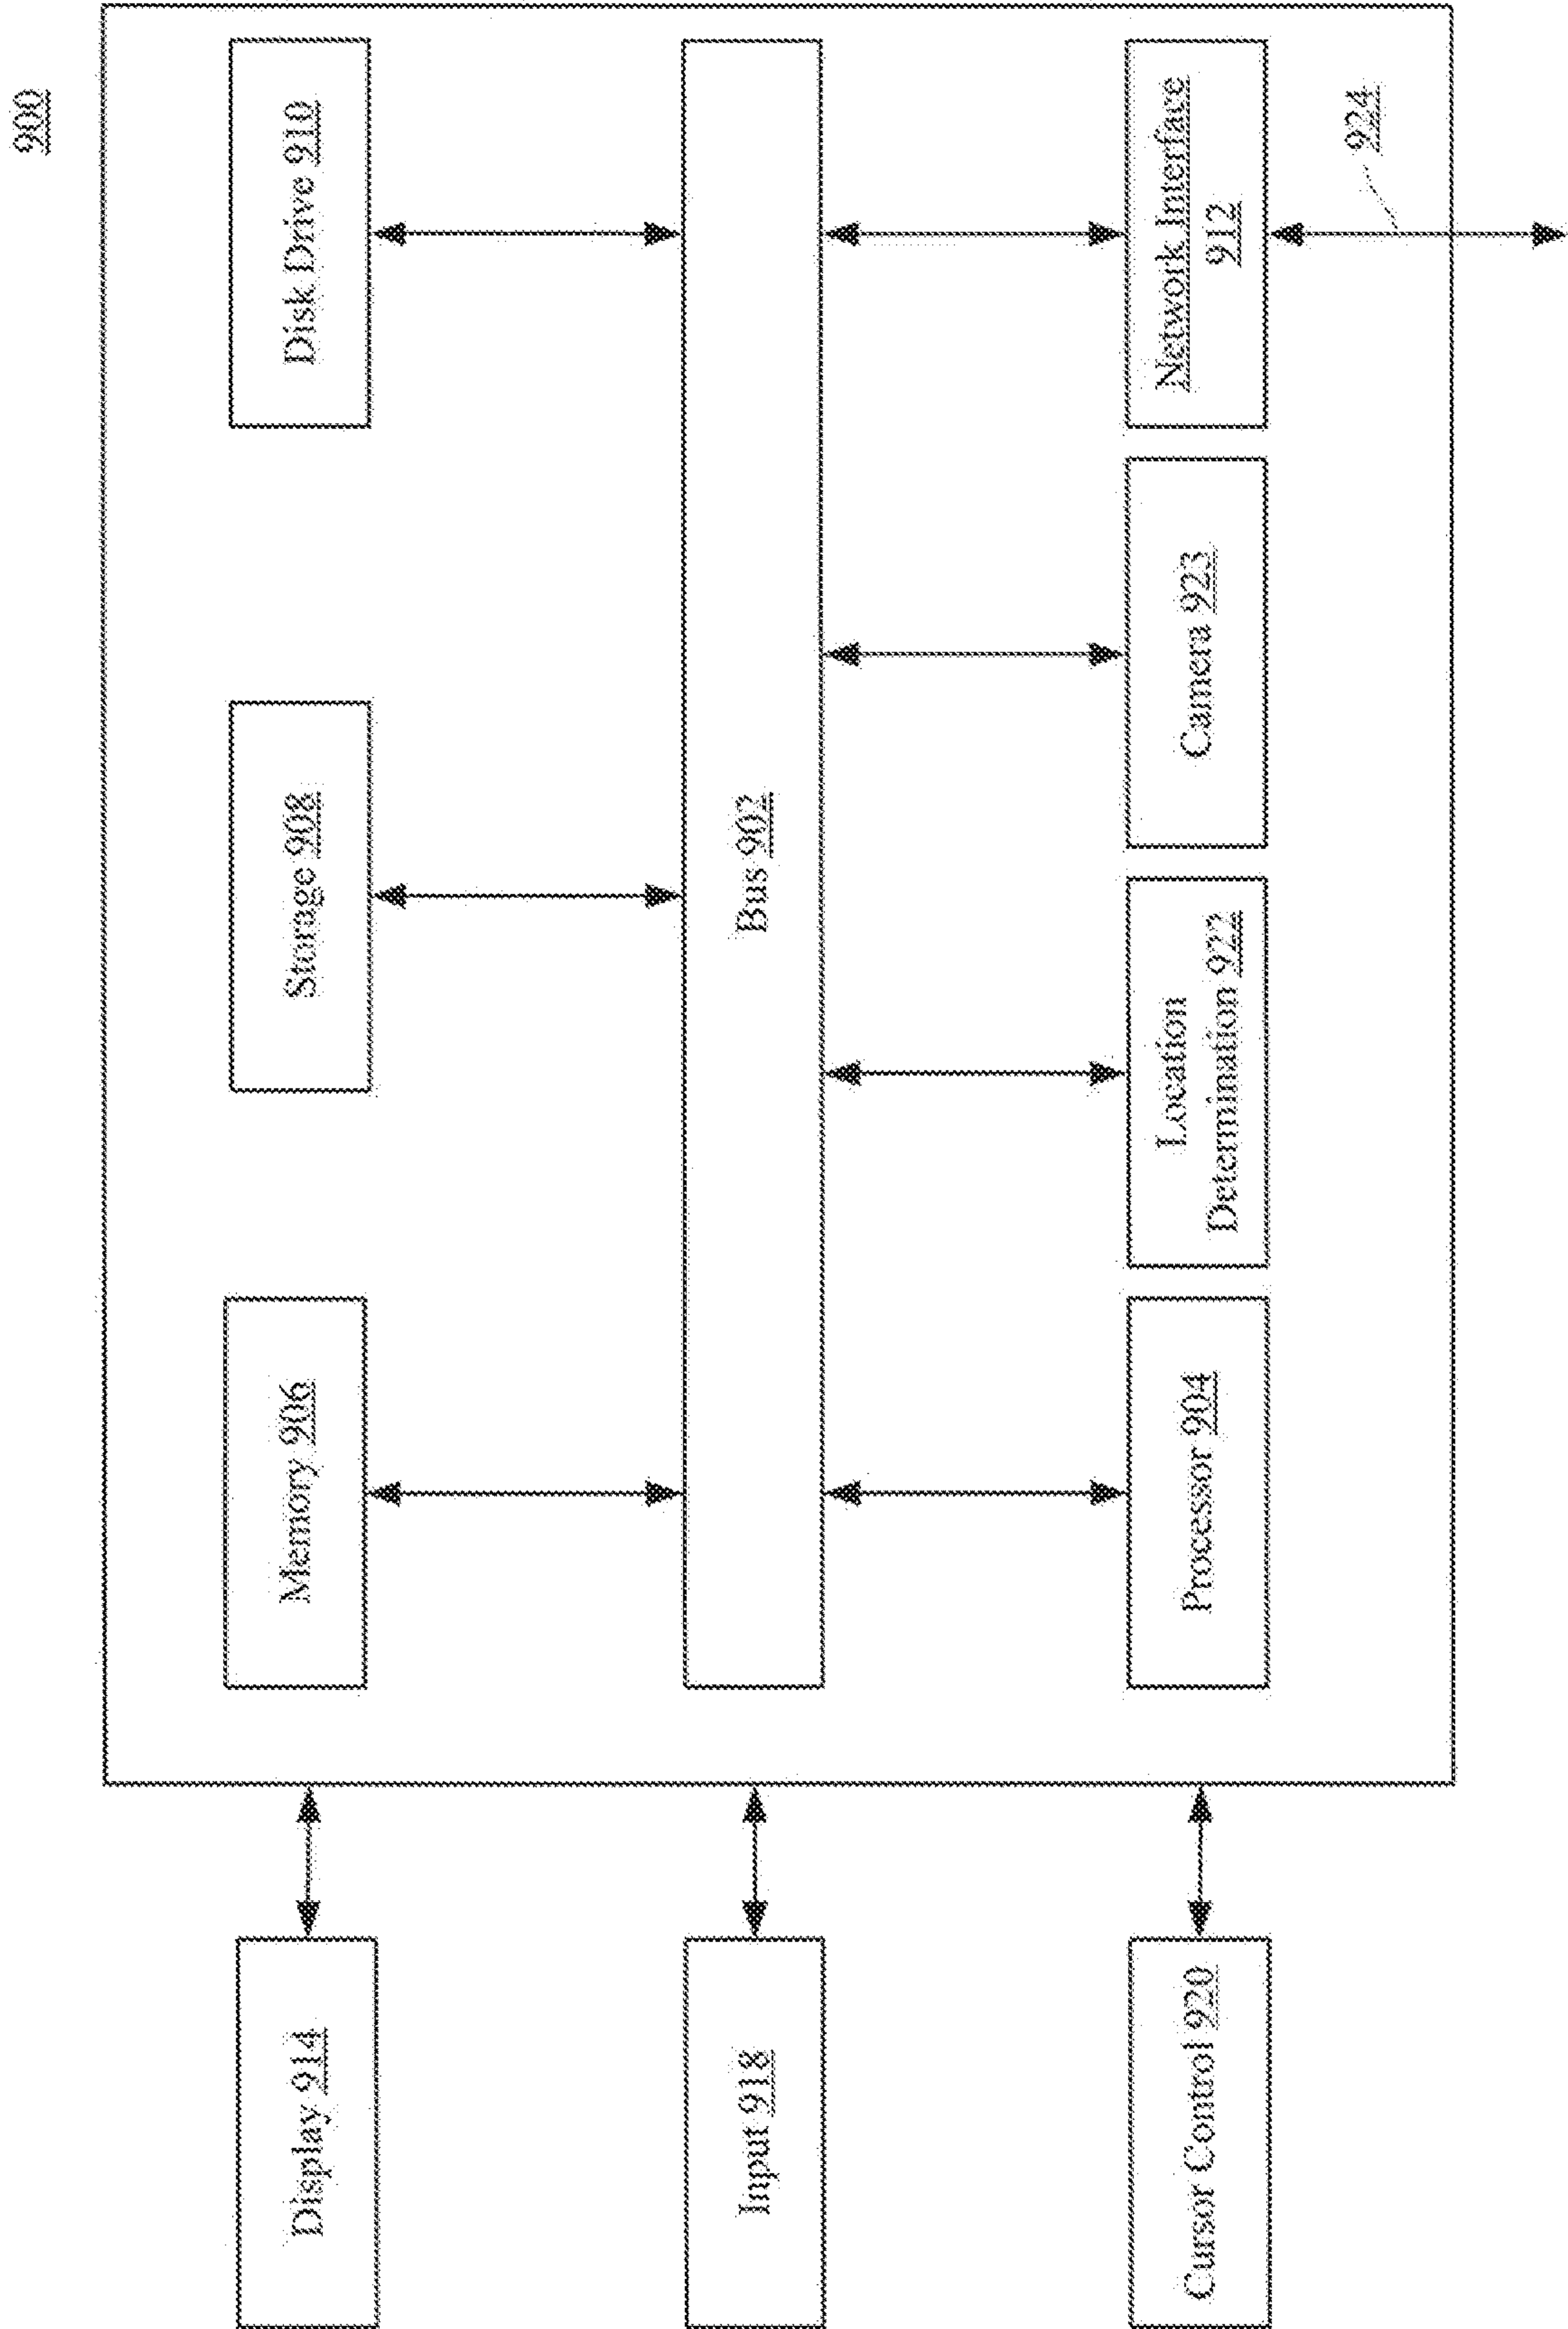 900
Display 914
Memory 906
Storage 908
Disk Drive 910
Input 918
Bus 902
Cursor Control 920
Processor 904
Location
Determination 922
Camera 923
Network Interface
912
924